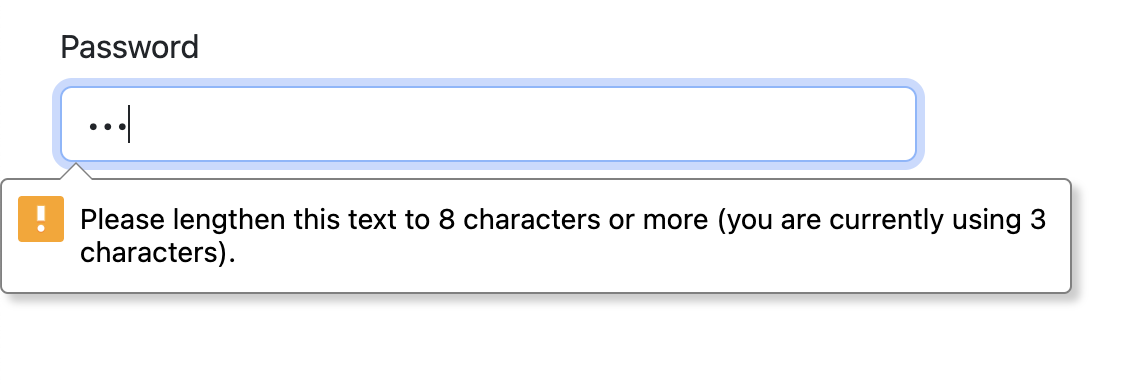 Password
•••
Please lengthen this text to 8 characters or more (you are currently using 3
characters).